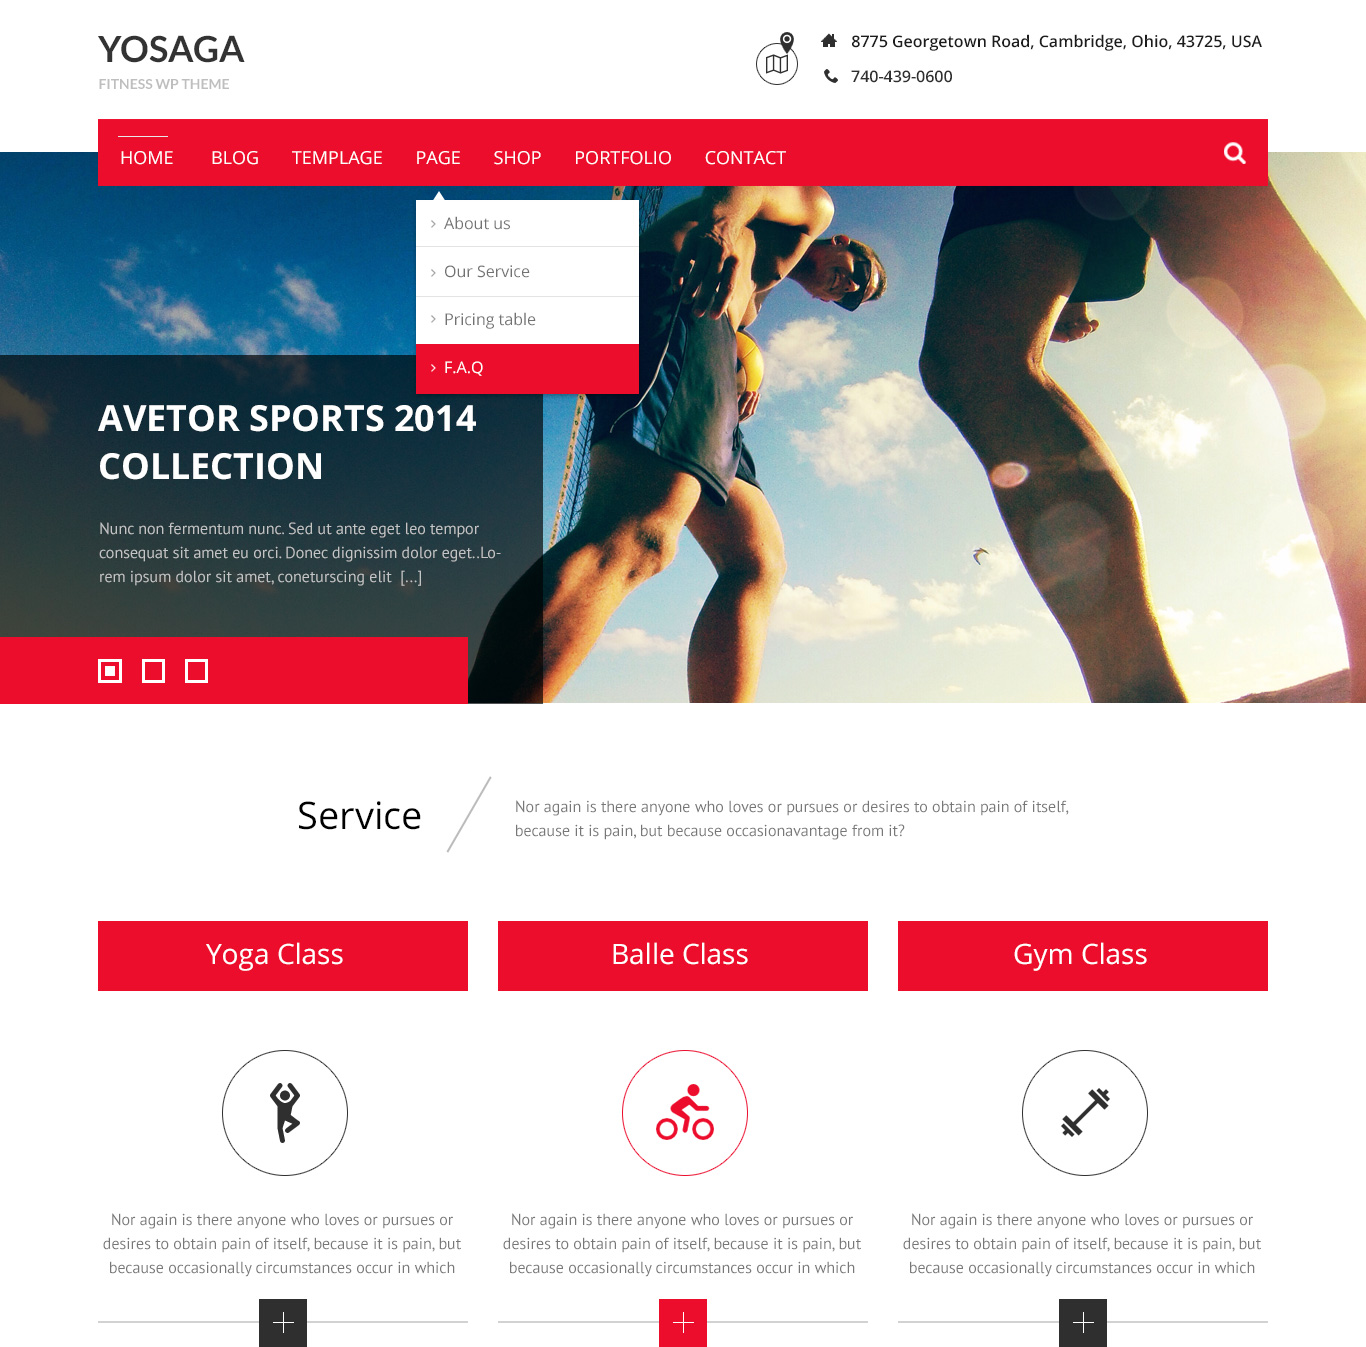 YOSAGA
FITNESS WP THEME
8775 Georgetown Road, Cambridge, Ohio, 43725, USA
740-439-0600
HOME BLOG TEMPLAGE PAGE SHOP PORTFOLIO CONTACT
About us
Our Service
Pricing table
F.A.Q
AVETOR SPORTS 2014
COLLECTION
Nunc non fermentum nunc. Sed ut ante eget leo tempor
consequat sit amet eu orci. Donec dignissim dolor eget..Lo-
rem ipsum dolor sit amet, coneturscing elit [...]
Service
Nor again is there anyone who loves or pursues or desires to obtain pain of itself,
because it is pain, but because occasionavantage from it?
Yoga Class
Balle Class
Gym Class
Nor again is there anyone who loves or pursues or
desires to obtain pain of itself, because it is pain, but
because occasionally circumstances occur in which
Nor again is there anyone who loves or pursues or
desires to obtain pain of itself, because it is pain, but
because occasionally circumstances occur in which
Nor again is there anyone who loves or pursues or
desires to obtain pain of itself, because it is pain, but
because occasionally circumstances occur in which